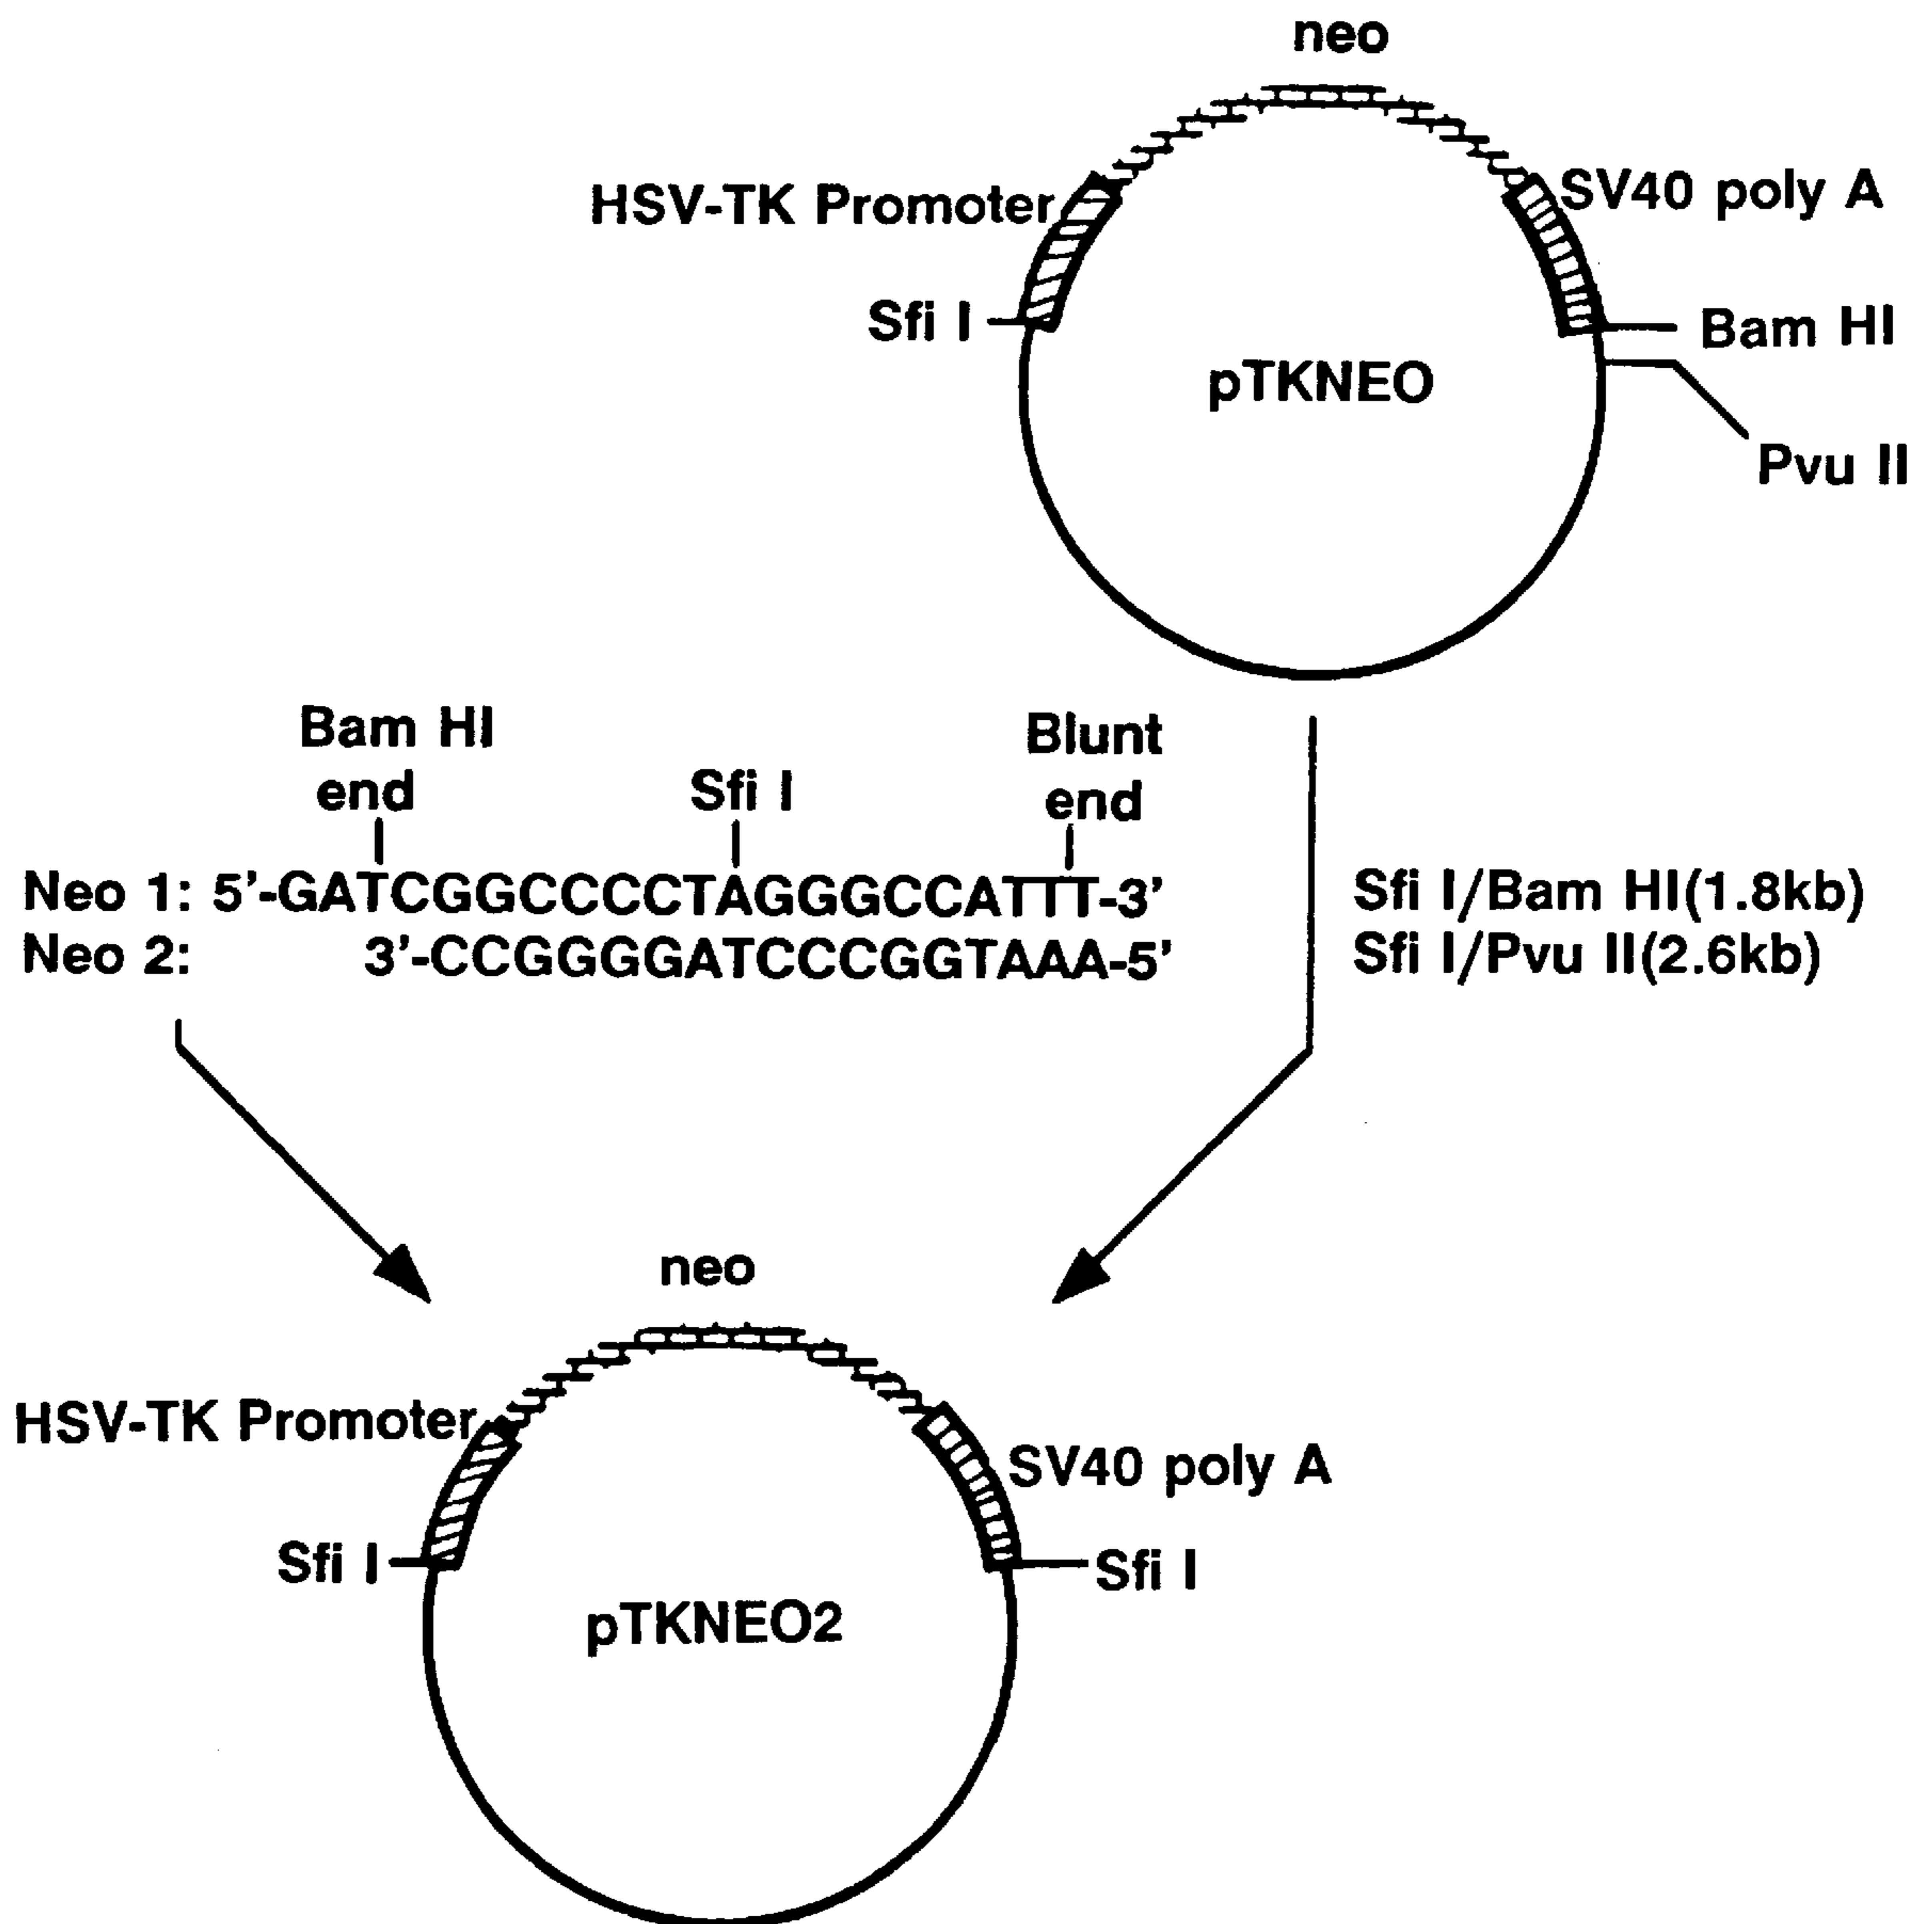 neo
HSV-TK Promoter
SV40 poly A
Sfi I
Bam HI
pTKNEO
Pvu II
Bam HI
end
Sfi I
Blunt
end
Neo 1: 5'-GATCGGCCCCTAGGGCCATTT-3'
Neo 2: 3'-CCGGGGATCCCGGTAAA-5'
Sfi I/Bam HI(1.8kb)
Sfi I/Pvu II(2.6kb)
neo
HSV-TK Promoter
SV40 poly A
Sfi I
Sfi I
pTKNEO2